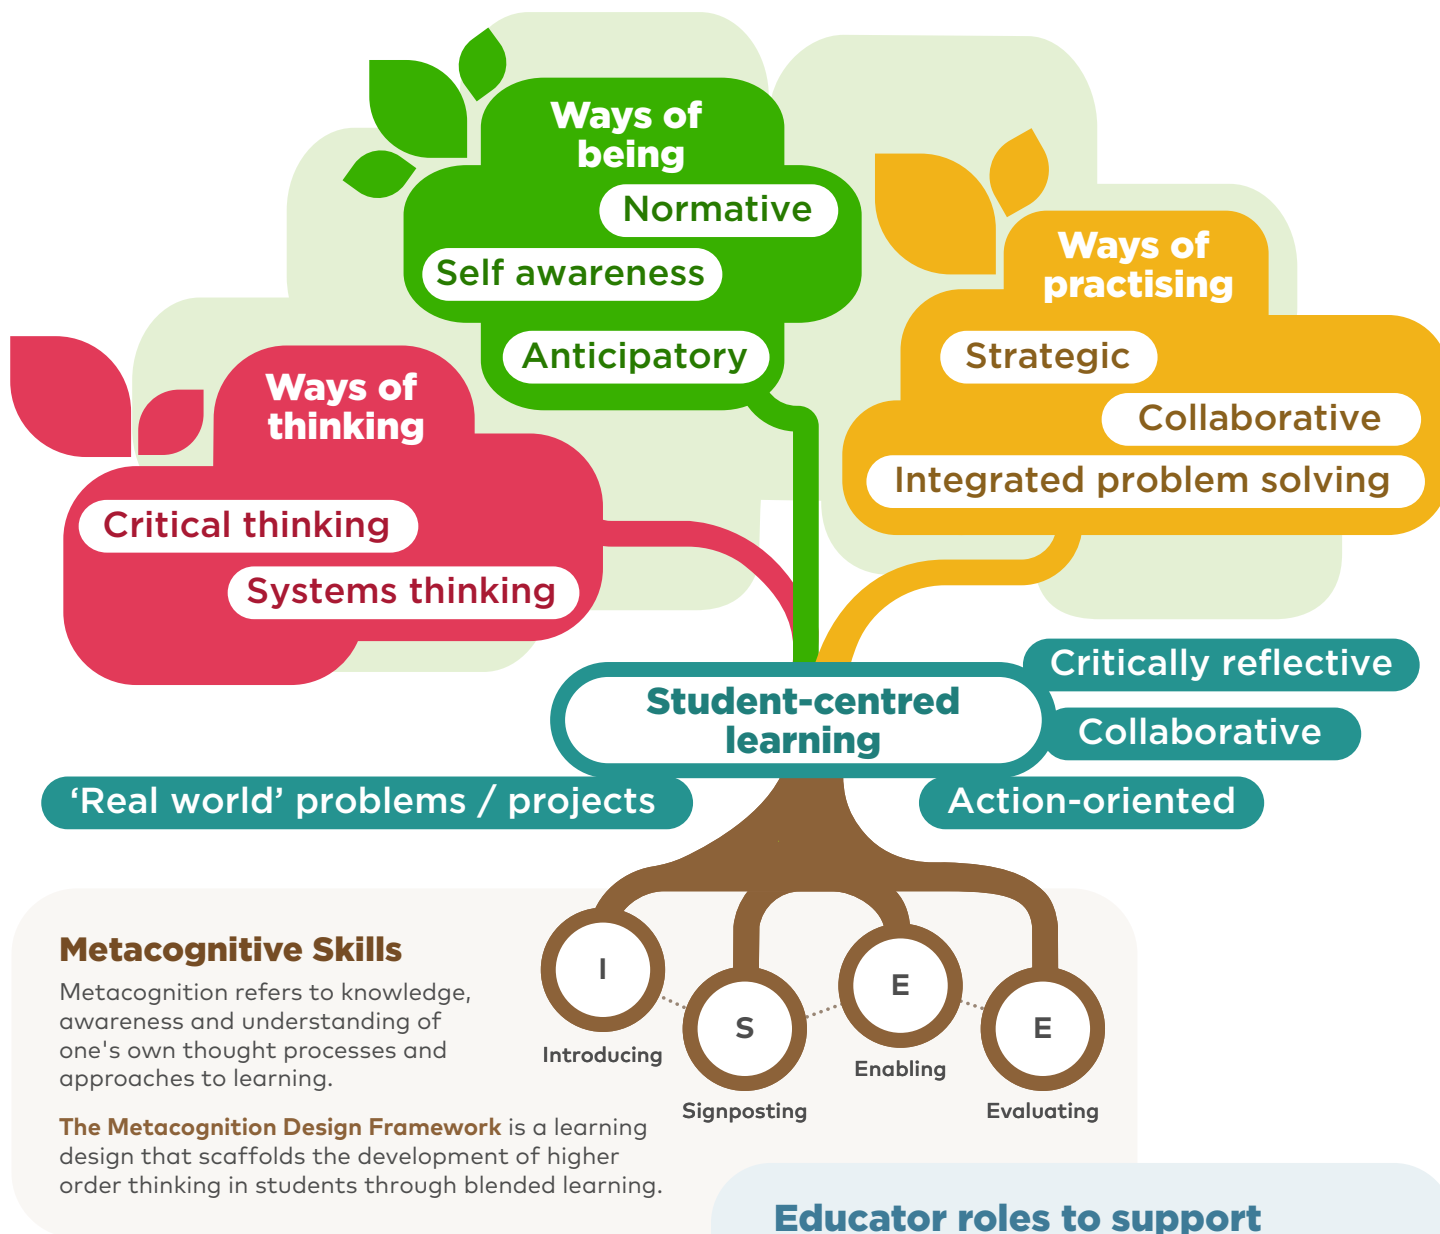 Ways of
being
Normative
Self awareness
Anticipatory
Ways of
practising
Strategic
Collaborative
Integrated problem solving
Ways of
thinking
Critical thinking
Systems thinking
Student-centred
learning
Critically reflective
Collaborative
Action-oriented
‘Real world’ problems / projects
Metacognitive Skills
Metacognition refers to knowledge,
awareness and understanding of
one's own thought processes and
approaches to learning.
The Metacognition Design Framework is a learning
design that scaffolds the development of higher
order thinking in students through blended learning.
I
Introducing
S
Signposting
E
Enabling
E
Evaluating
Educator roles to support